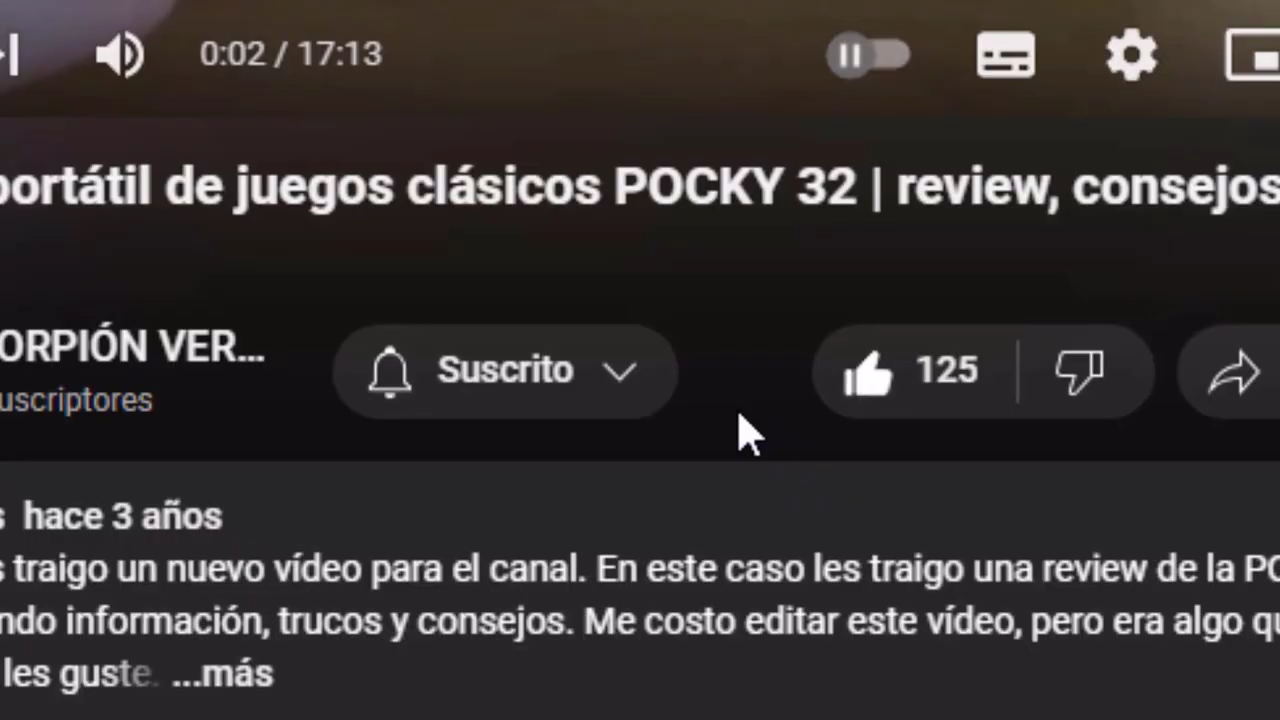 0:02 / 17:13
portátil de juegos clásicos POCKY 32 | review, consejos
ORPIÓN VER...
Suscrito
125
uscriptores
s hace 3 años
s traigo un nuevo vídeo para el canal. En este caso les traigo una review de la PO
ndo información, trucos y consejos. Me costo editar este vídeo, pero era algo qu
les guste. ...más